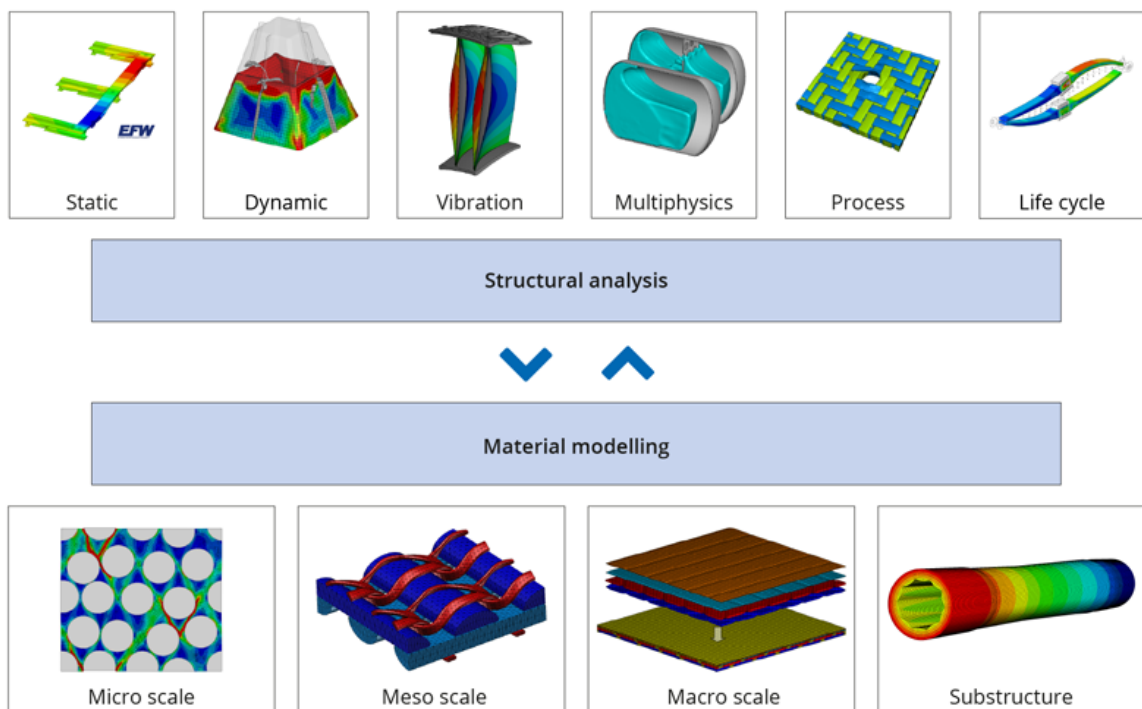 EFW
Static
Dynamic
Vibration
Multiphysics
Process
Life cycle
Structural analysis
Material modelling
Micro scale
Meso scale
Macro scale
Substructure